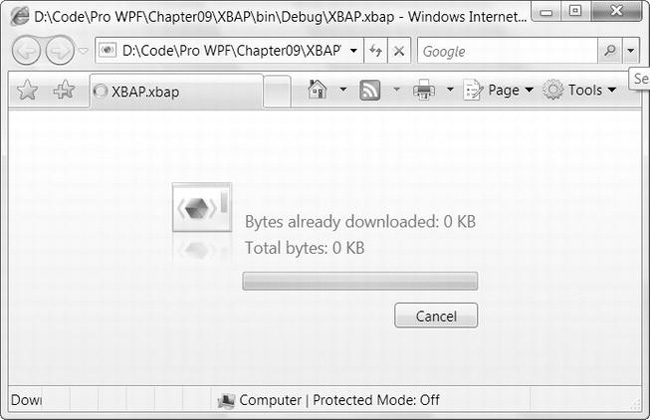 D:\Code\Pro WPF\Chapter09\XBAP\bin\Debug\XBAP.xbap - Windows Internet...
D:\Code\Pro WPF\Chapter09\XBAP\
Google
Se
XBAP.xbap
Page
Tools
Bytes already downloaded: 0 KB
Total bytes: 0 KB
Cancel
Computer | Protected Mode: Off